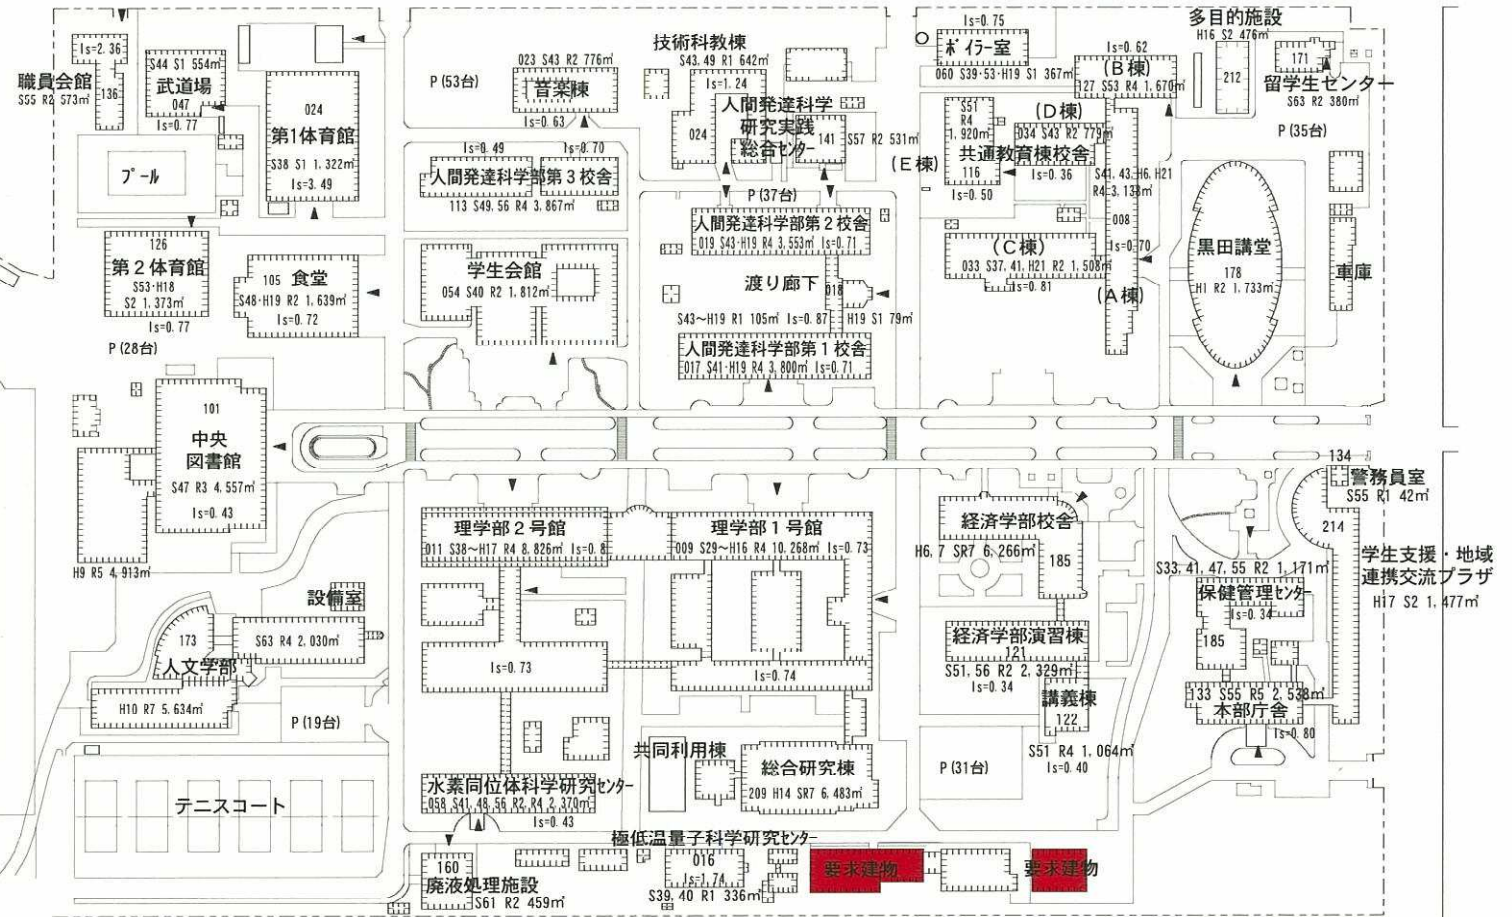 Is=2.36
職員会館
S55 R2 573㎡
136
S44 S1 554㎡
武道場
047
Is=0.77
024
第1体育館
S38 S1 1,322㎡
Is=3.49
プール
126
第2体育館
S53·H18
S2 1,373㎡
Is=0.77
105 食堂
S48·H19 R2 1,639㎡
Is=0.72
P(28台)
P(53台)
023 S43 R2 776㎡
音楽棟
Is=0.63
Is=0.49
Is=0.70
人間発達科学部第3校舎
113 S49,56 R4 3,867㎡
学生会館
054 S40 R2 1,812㎡
技術科教棟
S43,49 R1 642㎡
Is=1.24
024
人間発達科学
研究実践
総合センター
141
S57 R2 531㎡
P(37台)
人間発達科学部第2校舎
019 S43·H19 R4 3,553㎡ Is=0.71
渡り廊下
018
S43～H19 R1 105㎡ Is=0.87
H19 S1 79㎡
人間発達科学部第1校舎
017 S41·H19 R4 3,800㎡ Is=0.71
Is=0.75
ボイラー室
060 S39·53·H19 S1 367㎡
Is=0.62
(B棟)
127 S53 R4 1,670㎡
S51
R4
1,920㎡
(D棟)
034 S43 R2 779㎡
(E棟)
共通教育棟校舎
116
Is=0.36
Is=0.50
S41,43,H6,H21
R4 3,138㎡
008
Is=0.70
(C棟)
033 S37,41,H21 R2 1,508㎡
Is=0.81
(A棟)
多目的施設
H16 S2 476㎡
212
171
留学生センター
S63 R2 380㎡
P(35台)
黒田講堂
178
H1 R2 1,733㎡
車庫
101
中央
図書館
S47 R3 4,557㎡
Is=0.43
H9 R5 4,913㎡
理学部2号館
011 S38～H17 R4 8,826㎡ Is=0.8
理学部1号館
009 S29～H16 R4 10,268㎡ Is=0.73
Is=0.73
Is=0.74
経済学部校舎
H6,7 SR7 6,266㎡
185
134
警務員室
S55 R1 42㎡
214
学生支援・地域
連携交流プラザ
H17 S2 1,477㎡
S33,41,47,55 R2 1,171㎡
保健管理センター
Is=0.34
185
設備室
173
S63 R4 2,030㎡
人文学部
H10 R7 5,634㎡
P(19台)
経済学部演習棟
121
S51,56 R2 2,329㎡
Is=0.34
講義棟
122
S51 R4 1,064㎡
Is=0.40
133 S55 R5 2,538㎡
本部庁舎
Is=0.80
P(31台)
共同利用棟
総合研究棟
209 H14 SR7 6,483㎡
テニスコート
水素同位体科学研究センター
058 S41,48,56 R2,R4 2,370㎡
Is=0.43
160
廃液処理施設
S61 R2 459㎡
極低温量子科学研究センター
016
Is=1.74
S39,40 R1 336㎡
要求建物
要求建物